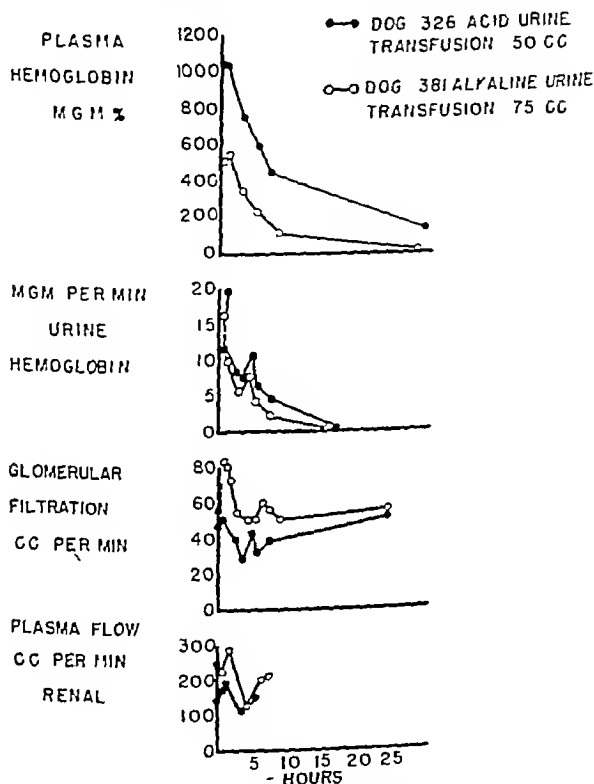 DOG 326 ACID URINE
TRANSFUSION 50 CC
DOG 381 ALKALINE URINE
TRANSFUSION 75 CC
PLASMA
HEMOGLOBIN
MGM %
1200
1000
800
600
400
200
0
MGM PER MIN
URINE
HEMOGLOBIN
20
15
10
5
0
GLOMERULAR
FILTRATION
CC PER MIN
80
60
40
20
0
PLASMA FLOW
CC PER MIN
RENAL
300
200
100
0
5 10 15 20 25
- HOURS